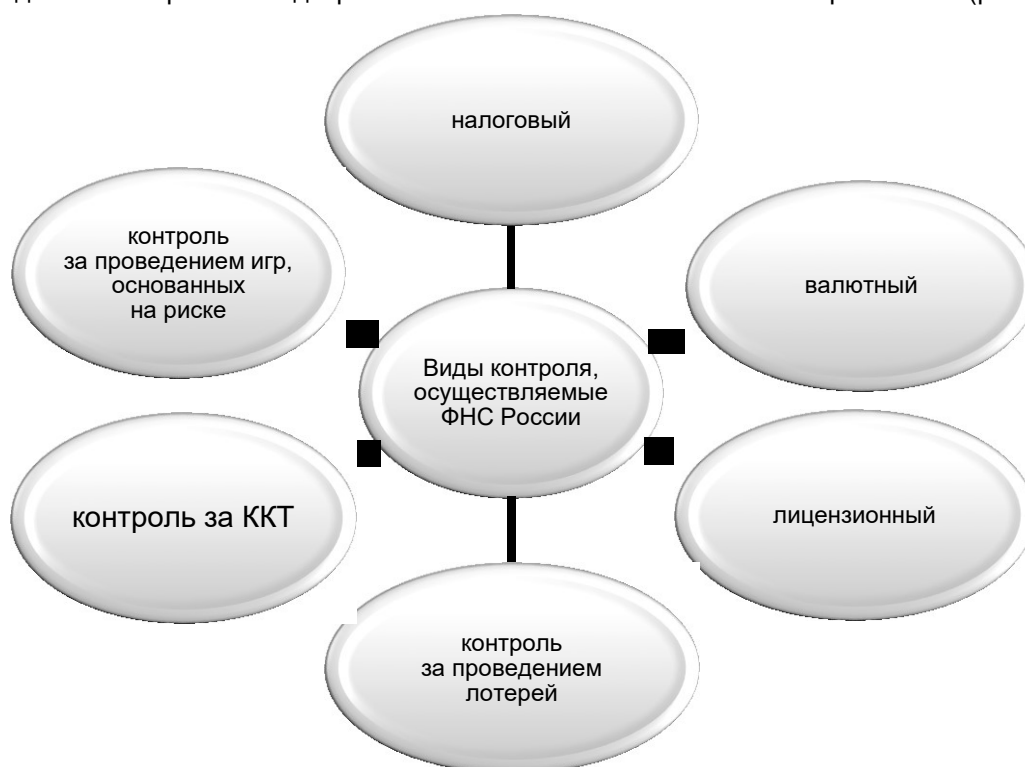 налоговый
контроль
за проведением игр,
основанных
на риске
валютный
Виды контроля,
осуществляемые
ФНС России
контроль за ККТ
лицензионный
контроль
за проведением
лотерей